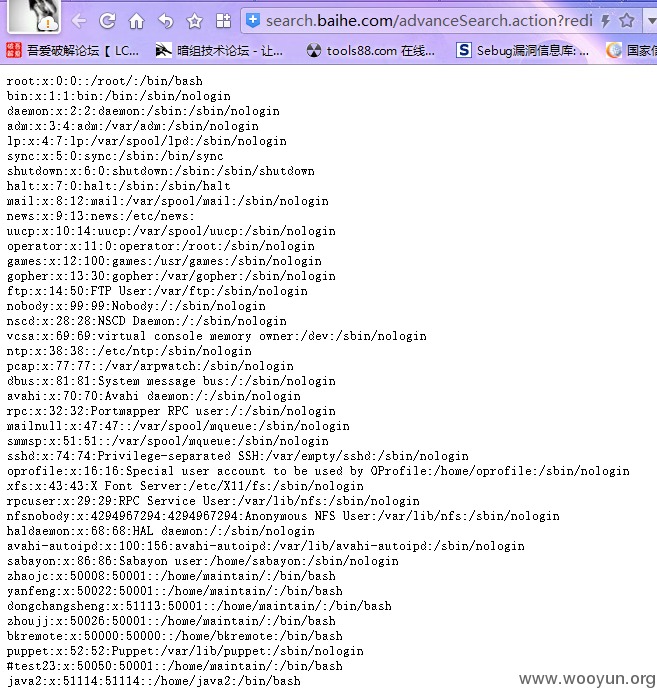 search.baihe.com/advanceSearch.action?redi
吾爱破解论坛【 LC... 暗组技术论坛 - 让... tools88.com 在线... Sebug漏洞信息库: ... 国家信
root:x:0:0::/root/:/bin/bash
bin:x:1:1:bin:/bin:/sbin/nologin
daemon:x:2:2:daemon:/sbin:/sbin/nologin
adm:x:3:4:adm:/var/adm:/sbin/nologin
lp:x:4:7:lp:/var/spool/lpd:/sbin/nologin
sync:x:5:0:sync:/sbin:/bin/sync
shutdown:x:6:0:shutdown:/sbin:/sbin/shutdown
halt:x:7:0:halt:/sbin:/sbin/halt
mail:x:8:12:mail:/var/spool/mail:/sbin/nologin
news:x:9:13:news:/etc/news:
uucp:x:10:14:uucp:/var/spool/uucp:/sbin/nologin
operator:x:11:0:operator:/root:/sbin/nologin
games:x:12:100:games:/usr/games:/sbin/nologin
gopher:x:13:30:gopher:/var/gopher:/sbin/nologin
ftp:x:14:50:FTP User:/var/ftp:/sbin/nologin
nobody:x:99:99:Nobody:/:/sbin/nologin
nscd:x:28:28:NSCD Daemon:/:/sbin/nologin
vcsa:x:69:69:virtual console memory owner:/dev:/sbin/nologin
ntp:x:38:38::/etc/ntp:/sbin/nologin
pcap:x:77:77::/var/arpwatch:/sbin/nologin
dbus:x:81:81:System message bus:/:/sbin/nologin
avahi:x:70:70:Avahi daemon:/:/sbin/nologin
rpc:x:32:32:Portmapper RPC user:/:/sbin/nologin
mailnull:x:47:47::/var/spool/mqueue:/sbin/nologin
smmsp:x:51:51::/var/spool/mqueue:/sbin/nologin
sshd:x:74:74:Privilege-separated SSH:/var/empty/sshd:/sbin/nologin
oprofile:x:16:16:Special user account to be used by OProfile:/home/oprofile:/sbin/nologin
xfs:x:43:43:X Font Server:/etc/X11/fs:/sbin/nologin
rpcuser:x:29:29:RPC Service User:/var/lib/nfs:/sbin/nologin
nfsnobody:x:4294967294:4294967294:Anonymous NFS User:/var/lib/nfs:/sbin/nologin
haldaemon:x:68:68:HAL daemon:/:/sbin/nologin
avahi-autoipd:x:100:156:avahi-autoipd:/var/lib/avahi-autoipd:/sbin/nologin
sabayon:x:86:86:Sabayon user:/home/sabayon:/sbin/nologin
zhaojc:x:50008:50001::/home/maintain/:/bin/bash
yanfeng:x:50022:50001::/home/maintain/:/bin/bash
dongchangsheng:x:51113:50001::/home/maintain/:/bin/bash
zhoujj:x:50026:50001::/home/maintain/:/bin/bash
bkremote:x:50000:50000::/home/bkremote:/bin/bash
puppet:x:52:52:Puppet:/var/lib/puppet:/sbin/nologin
#test23:x:50050:50001::/home/maintain/:/bin/bash
java2:x:51114:51114::/home/java2:/bin/bash
www.wooyun.org